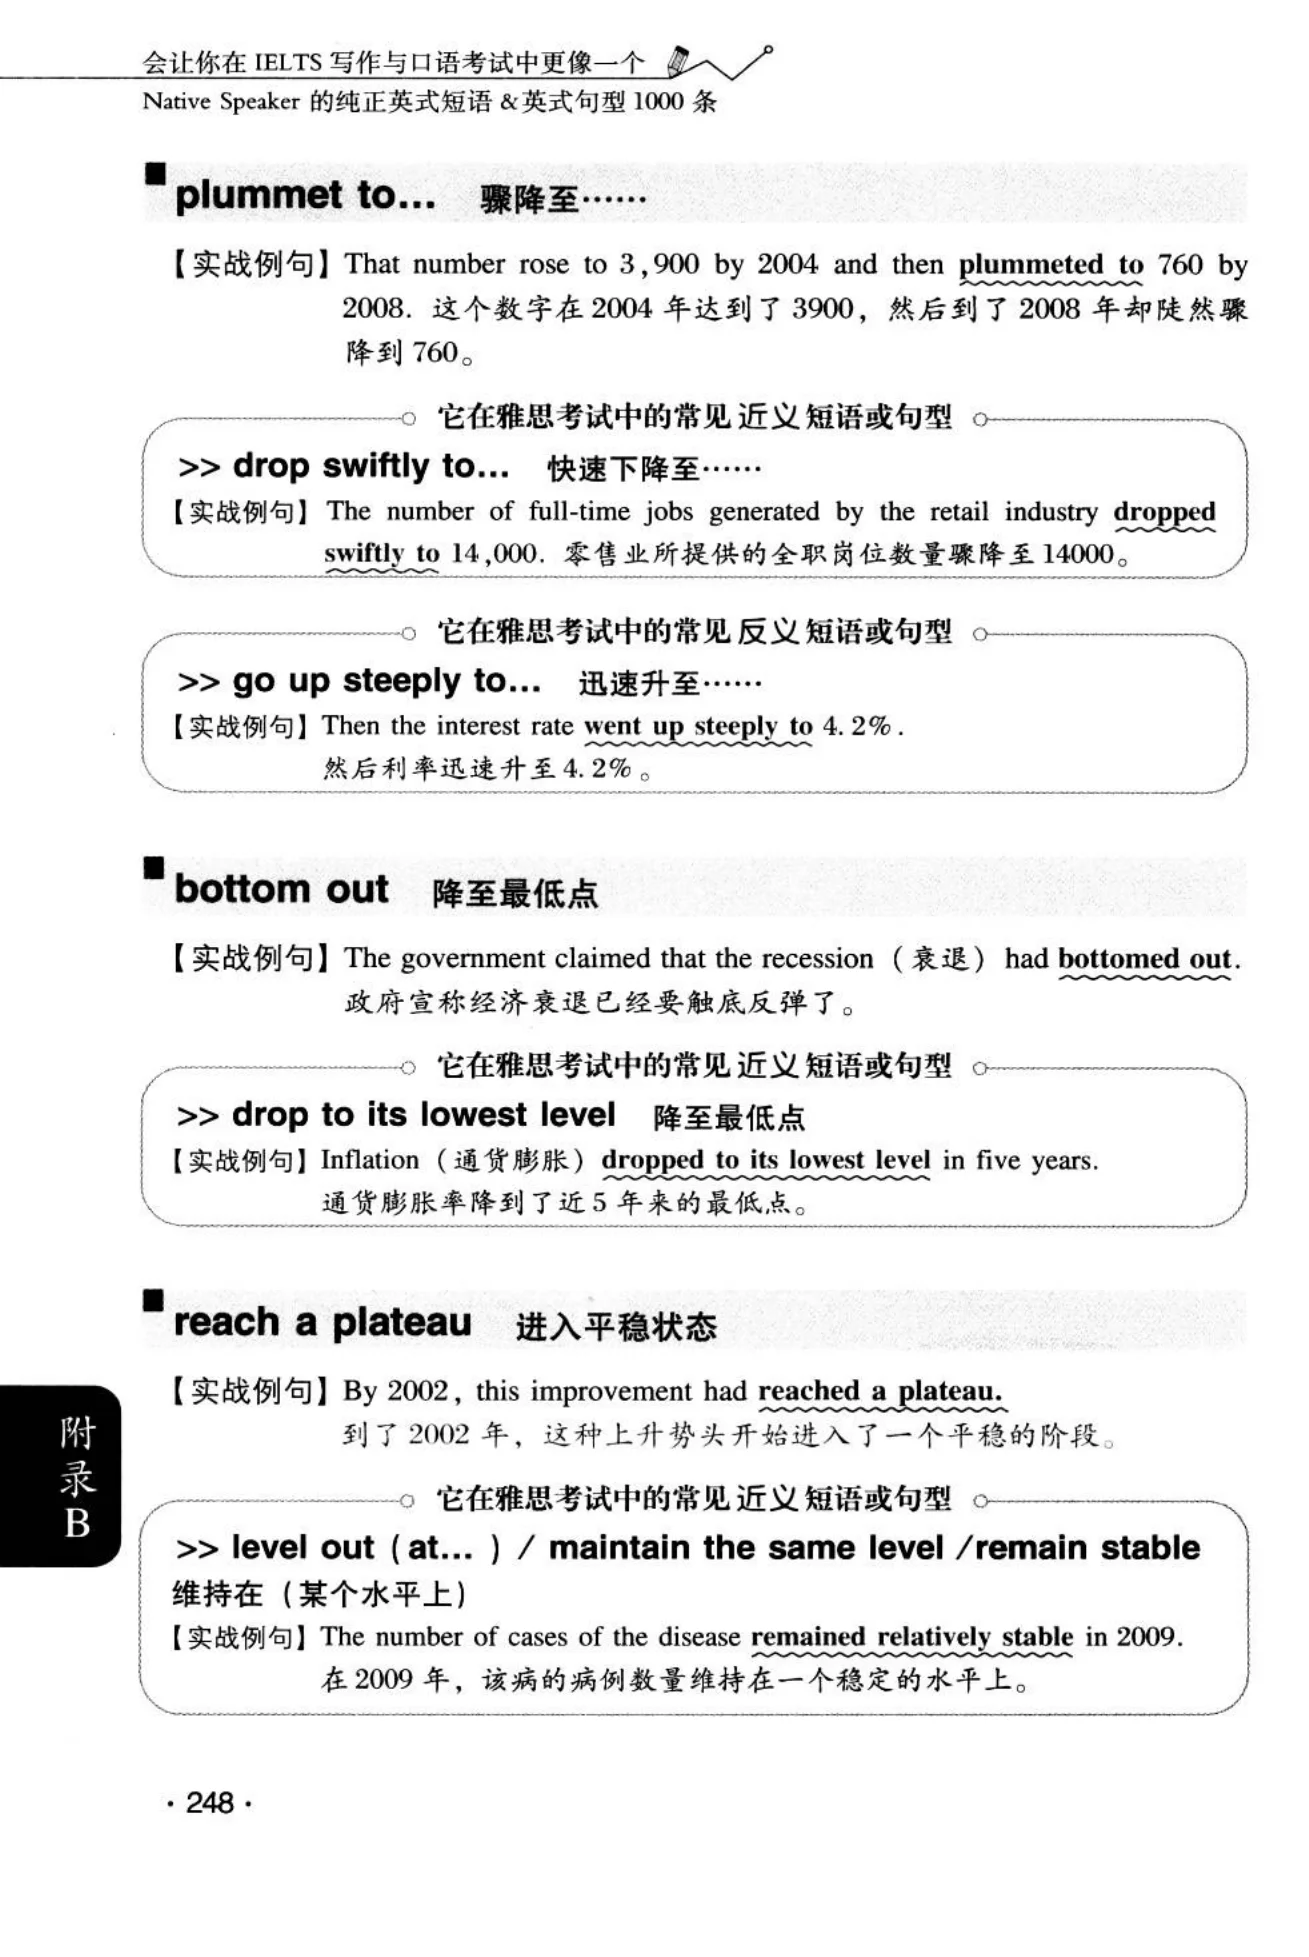 会让你在 IELTS 写作与口语考试中更像一个
Native Speaker 的纯正英式短语 & 英式句型 1000 条
plummet to... 骤降至……
【实战例句】That number rose to 3,900 by 2004 and then plummeted to 760 by
2008. 这个数字在 2004 年达到了 3900，然后到了 2008 年却陡然骤
降到 760。
它在雅思考试中的常见近义短语或句型
>> drop swiftly to... 快速下降至……
【实战例句】The number of full-time jobs generated by the retail industry dropped
swiftly to 14,000. 零售业所提供的全职岗位数量骤降至 14000。
它在雅思考试中的常见反义短语或句型
>> go up steeply to... 迅速升至……
【实战例句】Then the interest rate went up steeply to 4.2%.
然后利率迅速升至 4.2%。
bottom out 降至最低点
【实战例句】The government claimed that the recession（衰退）had bottomed out.
政府宣称经济衰退已经要触底反弹了。
它在雅思考试中的常见近义短语或句型
>> drop to its lowest level 降至最低点
【实战例句】Inflation（通货膨胀）dropped to its lowest level in five years.
通货膨胀率降到了近 5 年来的最低点。
reach a plateau 进入平稳状态
【实战例句】By 2002, this improvement had reached a plateau.
到了 2002 年，这种上升势头开始进入了一个平稳的阶段。
它在雅思考试中的常见近义短语或句型
>> level out (at... ) / maintain the same level /remain stable
维持在（某个水平上）
【实战例句】The number of cases of the disease remained relatively stable in 2009.
在 2009 年，该病的病例数量维持在一个稳定的水平上。
附录B
· 248 ·